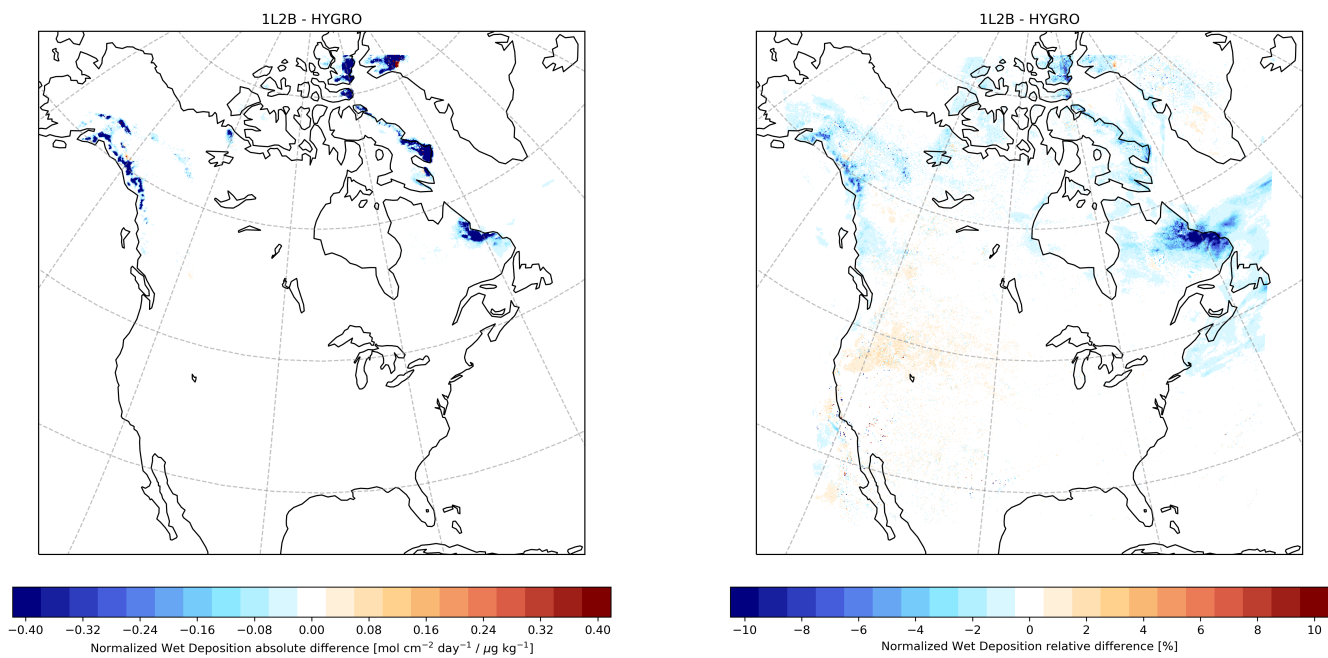 1L2B - HYGRO
−0.40 −0.32 −0.24 −0.16 −0.08 0.00 0.08 0.16 0.24 0.32 0.40
Normalized Wet Deposition absolute difference [mol cm⁻² day⁻¹ / μg kg⁻¹]
1L2B - HYGRO
−10 −8 −6 −4 −2 0 2 4 6 8 10
Normalized Wet Deposition relative difference [%]